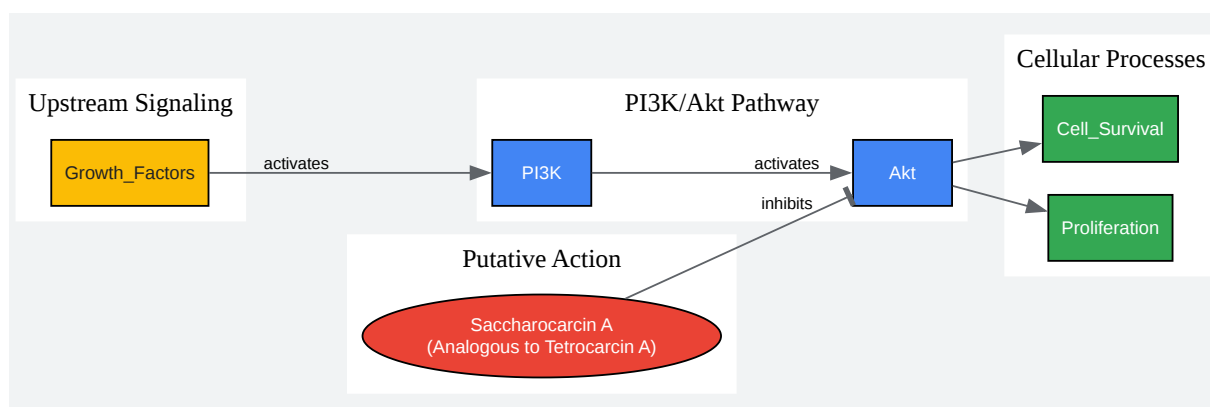 Cellular Processes
Upstream Signaling
PI3K/Akt Pathway
Cell_Survival
Growth_Factors
activates
PI3K
activates
Akt
inhibits
Proliferation
Putative Action
Saccharocarcin A
(Analogous to Tetrocarcin A)